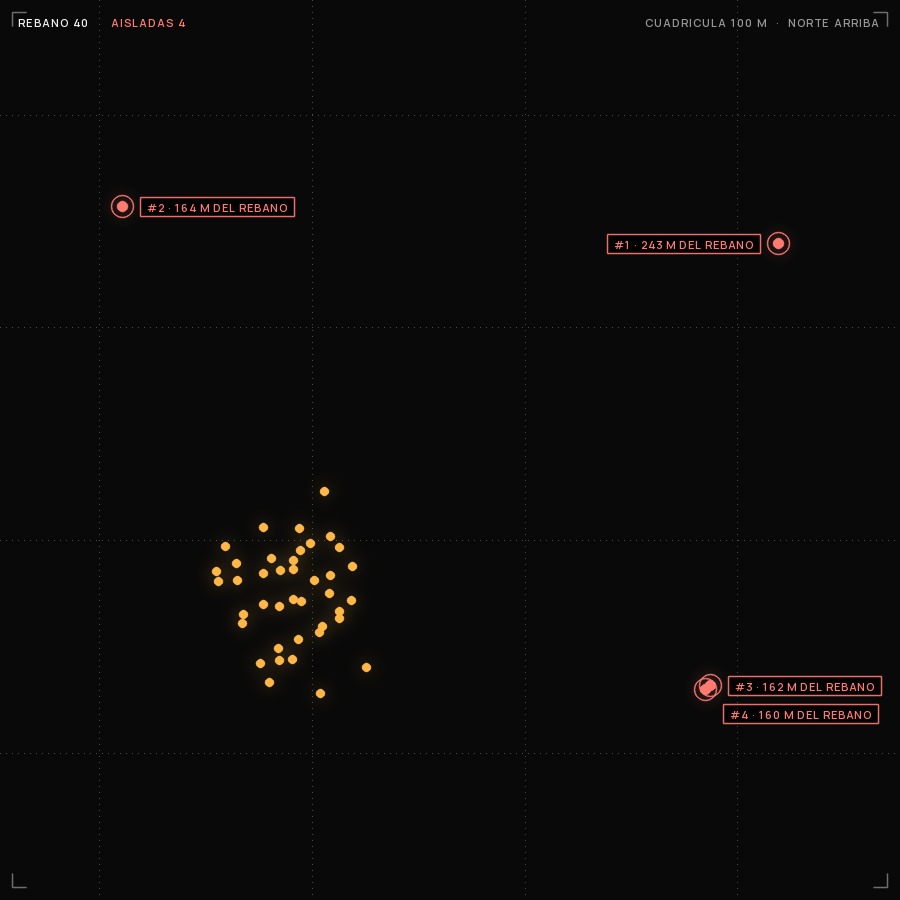 REBANO 40 AISLADAS 4 CUADRICULA 100 M · NORTE ARRIBA
#2 · 164 M DEL REBANO
#1 · 243 M DEL REBANO
#3 · 162 M DEL REBANO
#4 · 160 M DEL REBANO